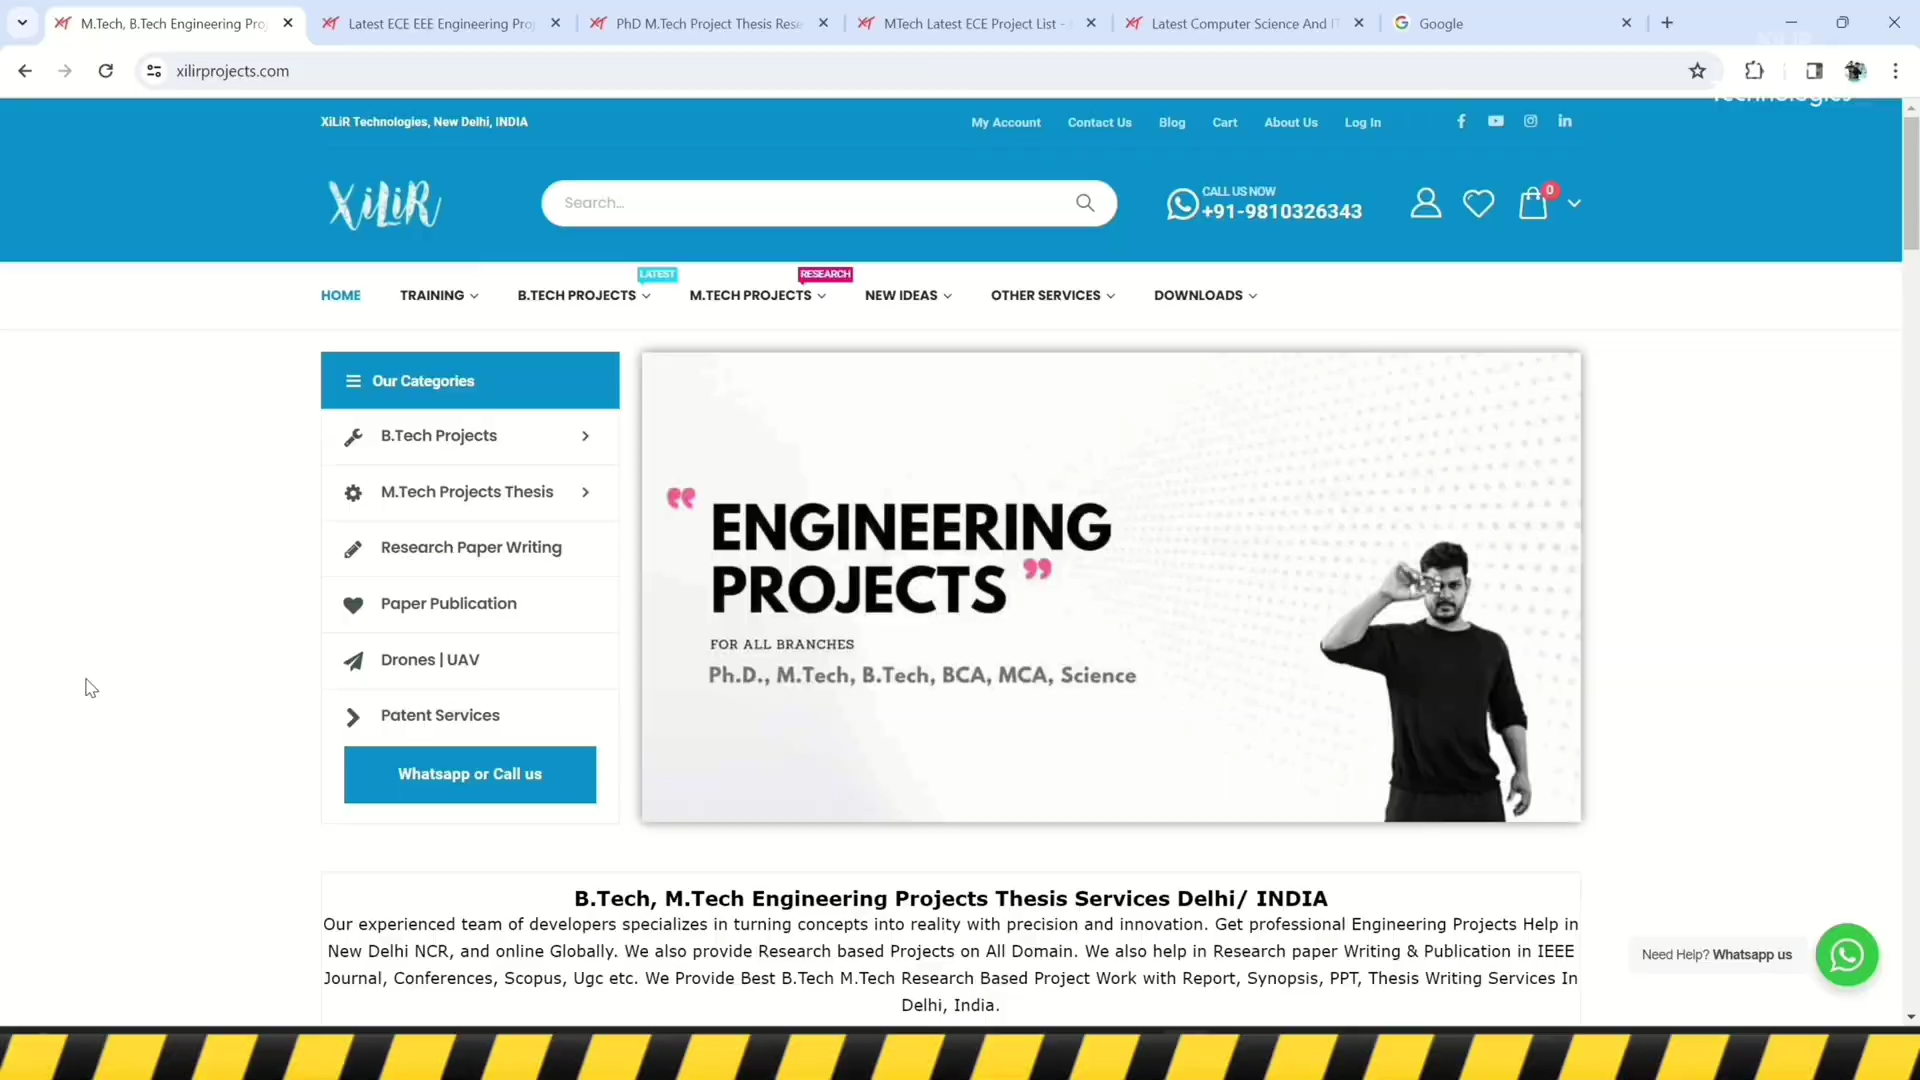 M.Tech, B.Tech Engineering Proj
Latest ECE EEE Engineering Proj
PhD M.Tech Project Thesis Rese
MTech Latest ECE Project List -
Latest Computer Science And IT
Google
xilirprojects.com
Technologies
XiLiR Technologies, New Delhi, INDIA
My Account
Contact Us
Blog
Cart
About Us
Log In
XiLiR
Search...
CALL US NOW
+91-9810326343
0
LATEST
RESEARCH
HOME
TRAINING
B.TECH PROJECTS
M.TECH PROJECTS
NEW IDEAS
OTHER SERVICES
DOWNLOADS
Our Categories
B.Tech Projects
M.Tech Projects Thesis
Research Paper Writing
Paper Publication
Drones | UAV
Patent Services
Whatsapp or Call us
“ ENGINEERING
PROJECTS ”
FOR ALL BRANCHES
Ph.D., M.Tech, B.Tech, BCA, MCA, Science
B.Tech, M.Tech Engineering Projects Thesis Services Delhi/ INDIA
Our experienced team of developers specializes in turning concepts into reality with precision and innovation. Get professional Engineering Projects Help in
New Delhi NCR, and online Globally. We also provide Research based Projects on All Domain. We also help in Research paper Writing & Publication in IEEE
Journal, Conferences, Scopus, Ugc etc. We Provide Best B.Tech M.Tech Research Based Project Work with Report, Synopsis, PPT, Thesis Writing Services In
Delhi, India.
Need Help? Whatsapp us